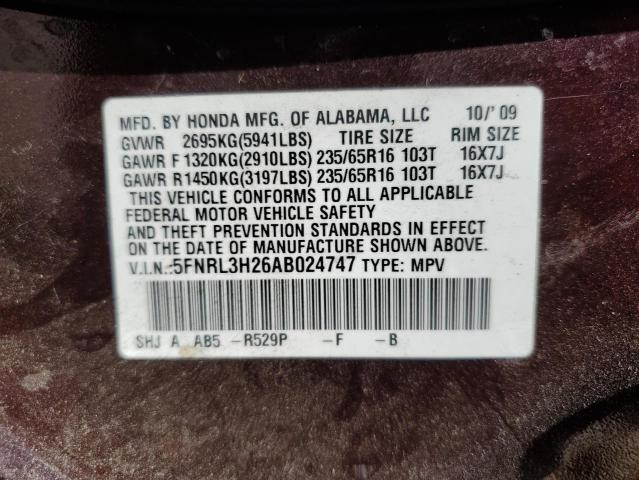 MFD. BY HONDA MFG. OF ALABAMA, LLC 10/'09
GVWR 2695KG(5941LBS) TIRE SIZE RIM SIZE
GAWR F 1320KG(2910LBS) 235/65R16 103T 16X7J
GAWR R1450KG(3197LBS) 235/65R16 103T 16X7J
THIS VEHICLE CONFORMS TO ALL APPLICABLE
FEDERAL MOTOR VEHICLE SAFETY
AND THEFT PREVENTION STANDARDS IN EFFECT
ON THE DATE OF MANUFACTURE SHOWN ABOVE.
V.I.N.:5FNRL3H26AB024747 TYPE: MPV
SHJ A AB5 -R529P -F -B